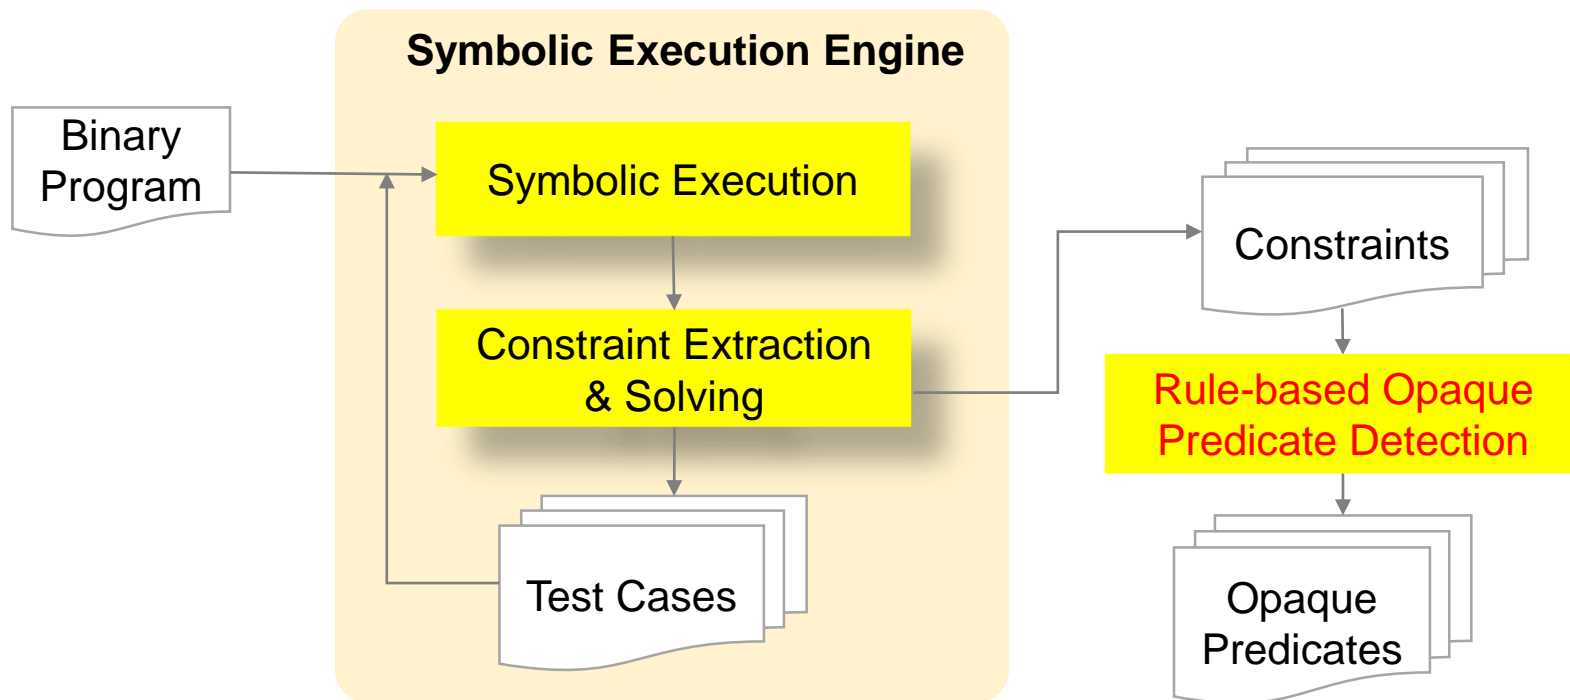 Symbolic Execution Engine
Binary
Program
Symbolic Execution
Constraint Extraction
& Solving
Test Cases
Constraints
Rule-based Opaque
Predicate Detection
Opaque
Predicates